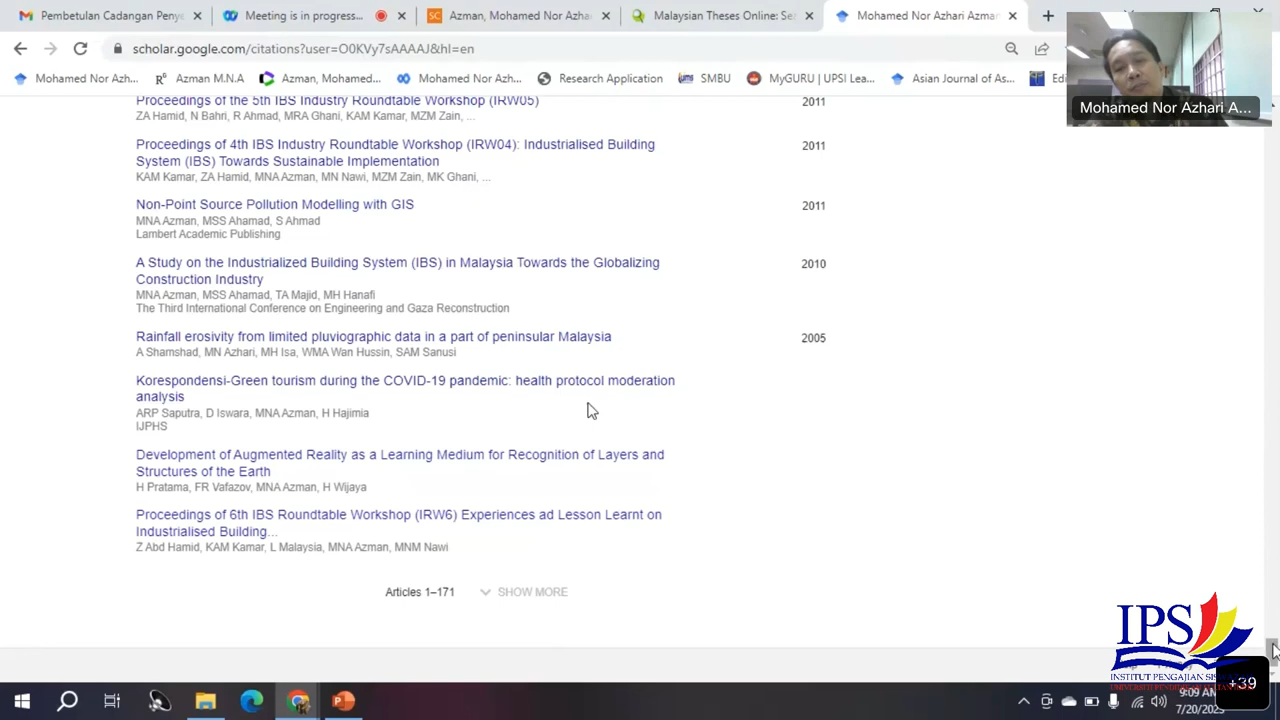 Pembetulan Cadangan Penye
Meeting is in progress...
Azman, Mohamed Nor Azha
Malaysian Theses Online: Se
Mohamed Nor Azhari Azma
scholar.google.com/citations?user=O0KVy7sAAAAJ&hl=en
Mohamed Nor Azh...
Azman M.N.A
Azman, Mohamed...
Mohamed Nor Azh...
Research Application
SMBU
MyGURU | UPSI Lea...
Asian Journal of As...
Mohamed Nor Azhari A...
Proceedings of the 5th IBS Industry Roundtable Workshop (IRW05) 2011
ZA Hamid, N Bahri, R Ahmad, MRA Ghani, KAM Kamar, MZM Zain, ...
Proceedings of 4th IBS Industry Roundtable Workshop (IRW04): Industrialised Building 2011
System (IBS) Towards Sustainable Implementation
KAM Kamar, ZA Hamid, MNA Azman, MN Nawi, MZM Zain, MK Ghani, ...
Non-Point Source Pollution Modelling with GIS 2011
MNA Azman, MSS Ahamad, S Ahmad
Lambert Academic Publishing
A Study on the Industrialized Building System (IBS) in Malaysia Towards the Globalizing 2010
Construction Industry
MNA Azman, MSS Ahamad, TA Majid, MH Hanafi
The Third International Conference on Engineering and Gaza Reconstruction
Rainfall erosivity from limited pluviographic data in a part of peninsular Malaysia 2005
A Shamshad, MN Azhari, MH Isa, WMA Wan Hussin, SAM Sanusi
Korespondensi-Green tourism during the COVID-19 pandemic: health protocol moderation
analysis
ARP Saputra, D Iswara, MNA Azman, H Hajimia
IJPHS
Development of Augmented Reality as a Learning Medium for Recognition of Layers and
Structures of the Earth
H Pratama, FR Vafazov, MNA Azman, H Wijaya
Proceedings of 6th IBS Roundtable Workshop (IRW6) Experiences ad Lesson Learnt on
Industrialised Building...
Z Abd Hamid, KAM Kamar, L Malaysia, MNA Azman, MNM Nawi
Articles 1–171 SHOW MORE
IPS
INSTITUT PENGAJIAN
+39
9:09 AM